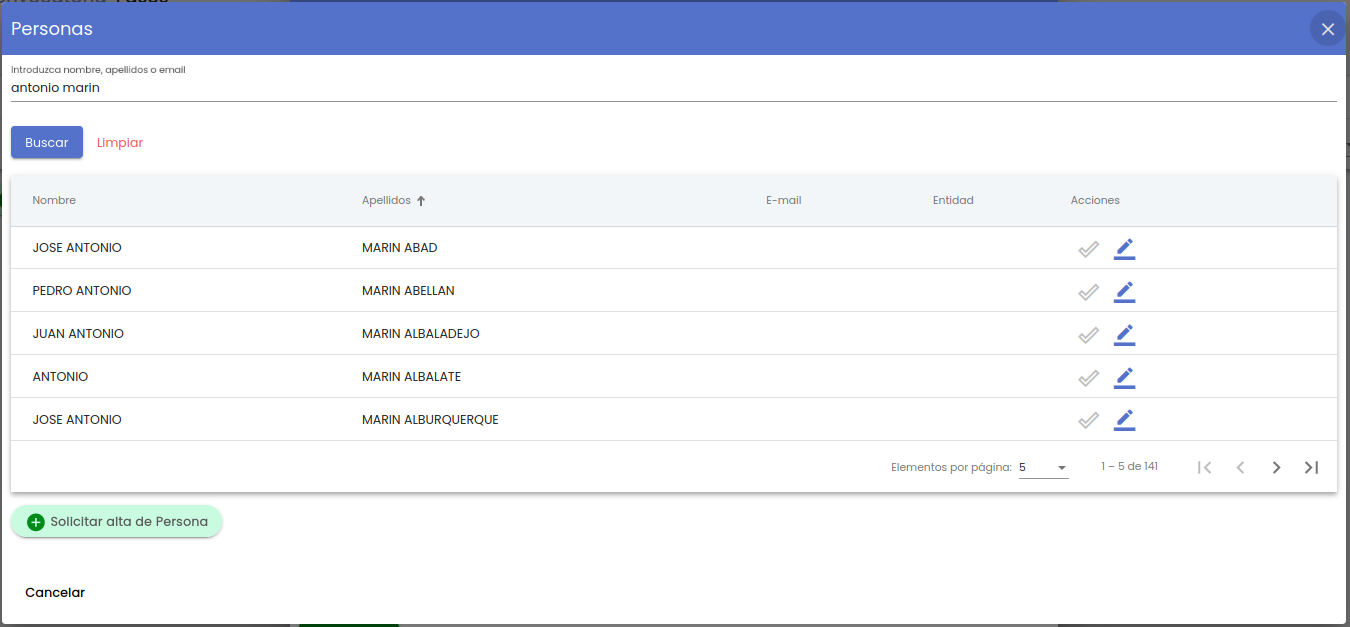 Personas
Introduzca nombre, apellidos o email
antonio marin
Buscar Limpiar
Nombre Apellidos E-mail Entidad Acciones
JOSE ANTONIO MARIN ABAD
PEDRO ANTONIO MARIN ABELLAN
JUAN ANTONIO MARIN ALBALADEJO
ANTONIO MARIN ALBALATE
JOSE ANTONIO MARIN ALBURQUERQUE
Elementos por página: 5 1 – 5 de 141
Solicitar alta de Persona
Cancelar